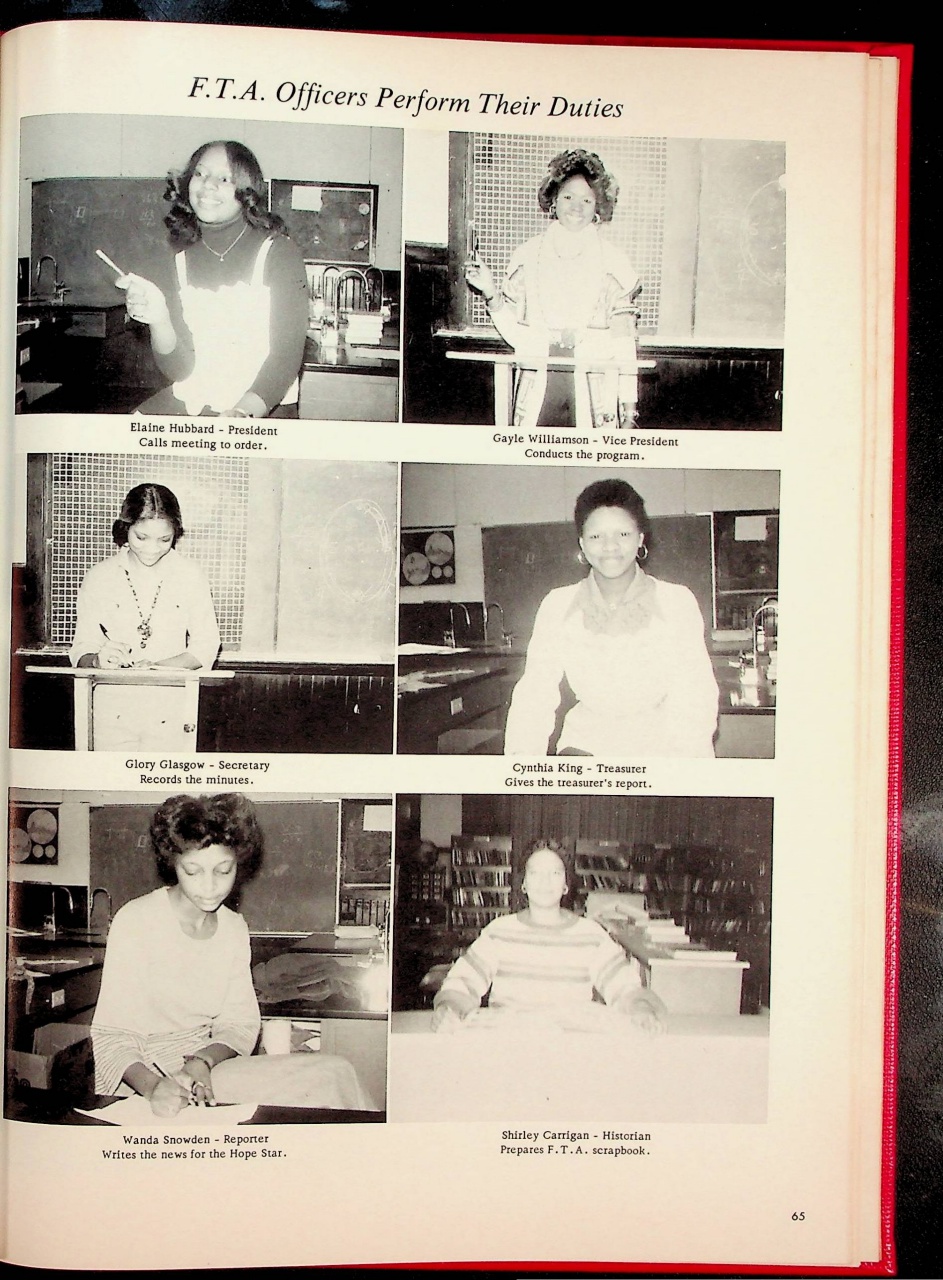 F.T.A. Officers Perform Their Duties
Elaine Hubbard - President
Calls meeting to order.
Gayle Williamson - Vice President
Conducts the program.
Glory Glasgow - Secretary
Records the minutes.
Cynthia King - Treasurer
Gives the treasurer's report.
Wanda Snowden - Reporter
Writes the news for the Hope Star.
Shirley Carrigan - Historian
Prepares F.T.A. scrapbook.
65